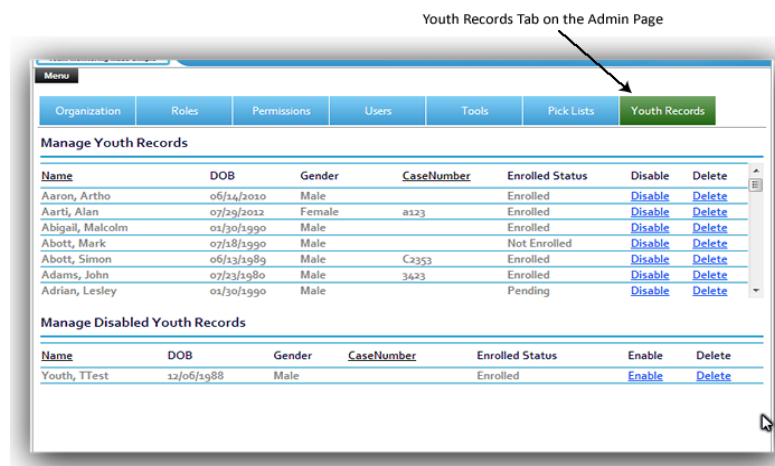 Youth Records Tab on the Admin Page
Menu
Organization Roles Permissions Users Tools Pick Lists Youth Records
Manage Youth Records
Name DOB Gender CaseNumber Enrolled Status Disable Delete
Aaron, Artho 06/14/2010 Male Enrolled Disable Delete
Aarti, Alan 07/29/2012 Female a123 Enrolled Disable Delete
Abigail, Malcolm 01/30/1990 Male Enrolled Disable Delete
Abott, Mark 07/18/1990 Male Not Enrolled Disable Delete
Abott, Simon 06/13/1989 Male C2353 Enrolled Disable Delete
Adams, John 07/23/1980 Male 3423 Enrolled Disable Delete
Adrian, Lesley 01/30/1990 Male Pending Disable Delete
Manage Disabled Youth Records
Name DOB Gender CaseNumber Enrolled Status Enable Delete
Youth, TTest 12/06/1988 Male Enrolled Enable Delete